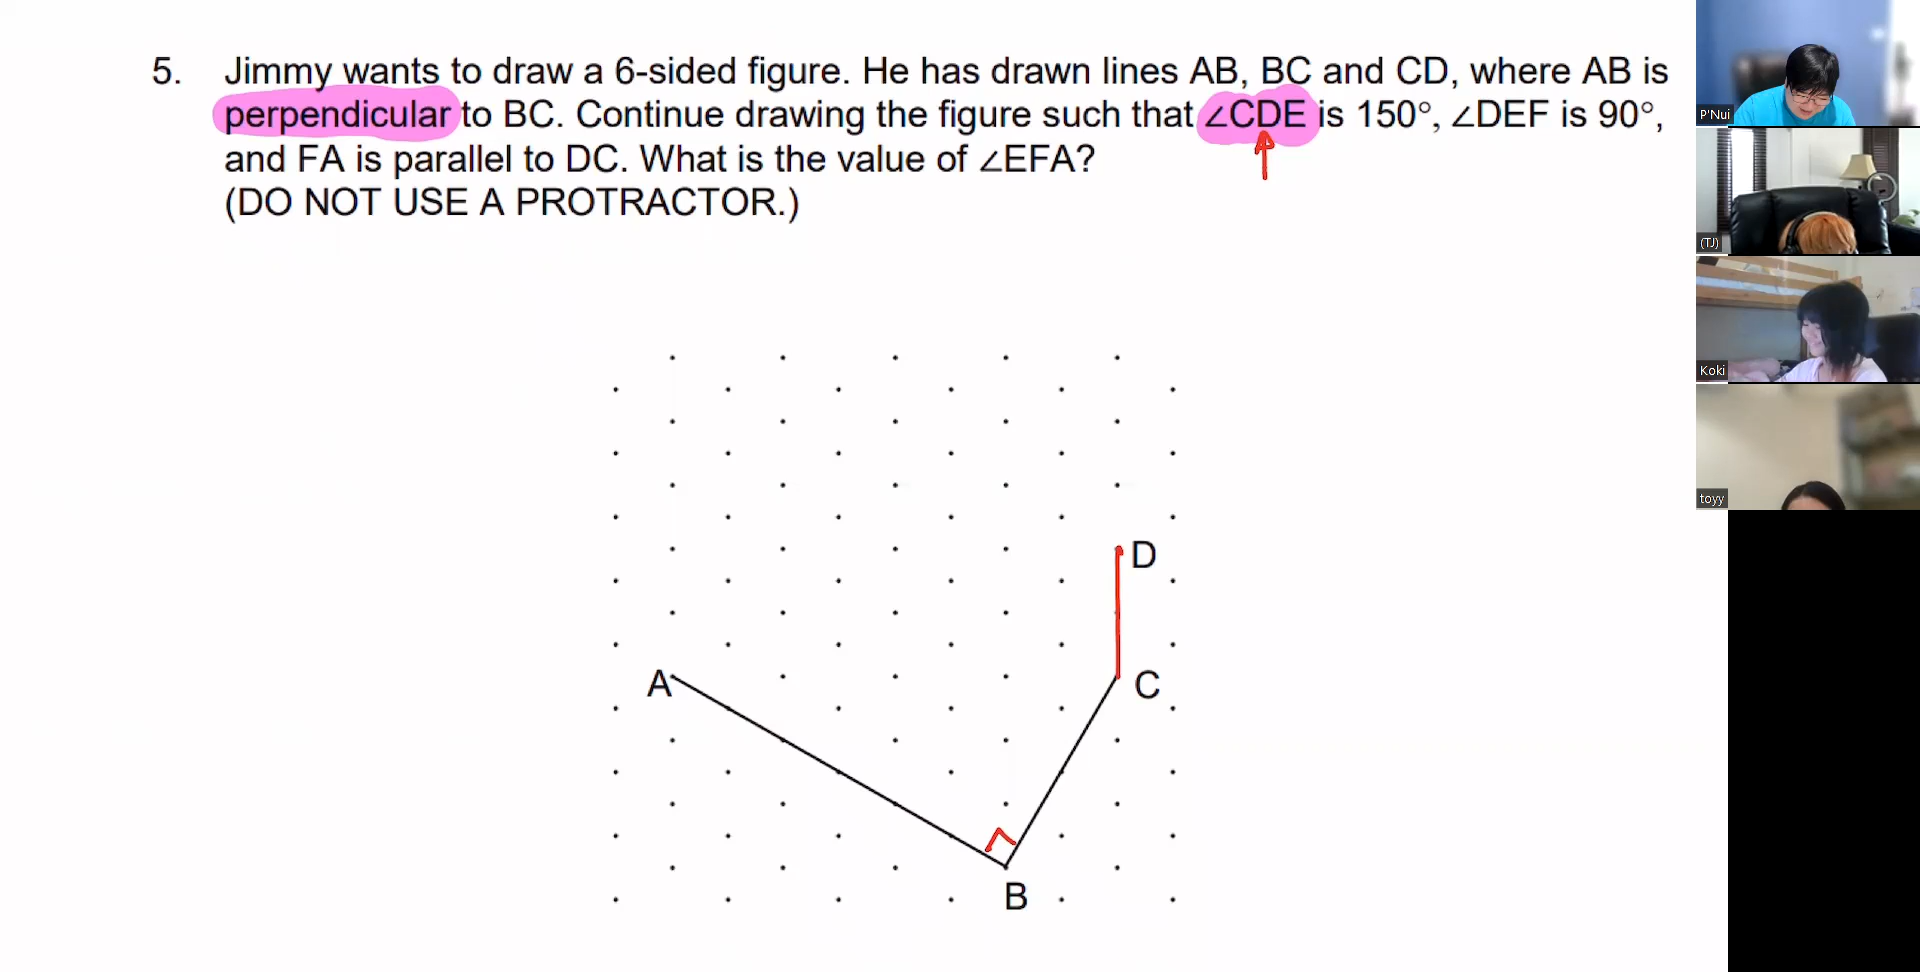 5. Jimmy wants to draw a 6-sided figure. He has drawn lines AB, BC and CD, where AB is
perpendicular to BC. Continue drawing the figure such that ∠CDE is 150°, ∠DEF is 90°,
and FA is parallel to DC. What is the value of ∠EFA?
(DO NOT USE A PROTRACTOR.)
D
A
C
B
P'Nui
(TJ)
Koki
toyy